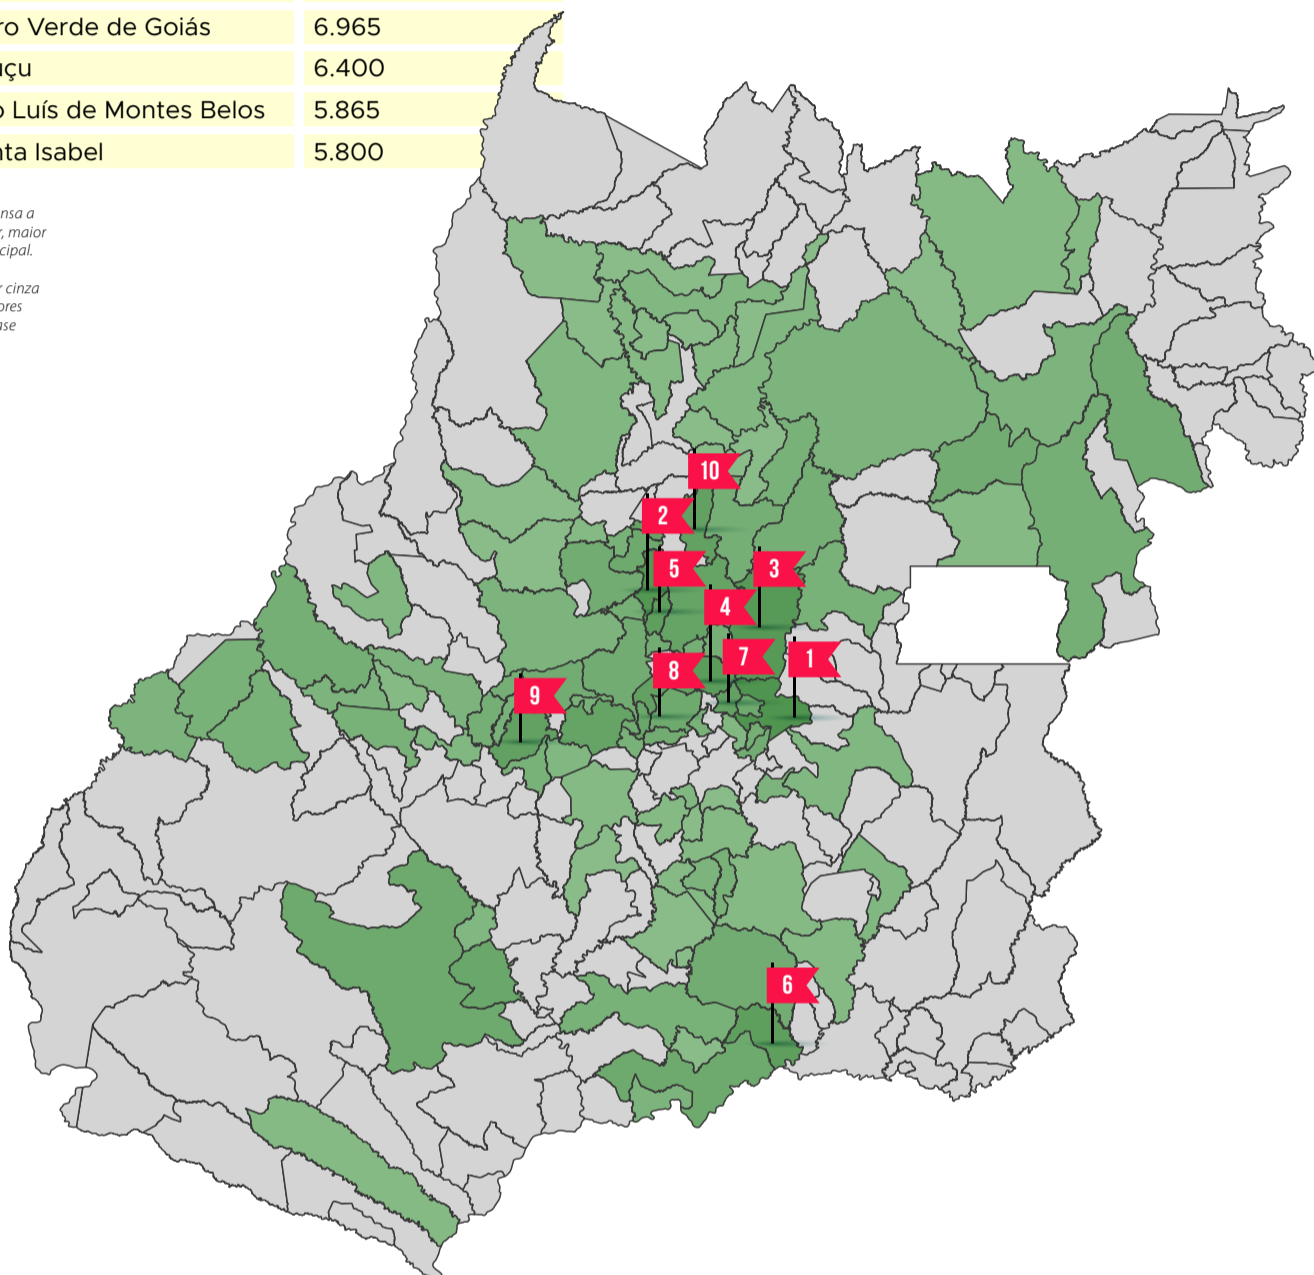 ro Verde de Goiás 6.965
uçu 6.400
o Luís de Montes Belos 5.865
nta Isabel 5.800
nsa a
r, maior
cipal.
r cinza
ores
ase
10
2
5
3
4
7
1
8
9
6